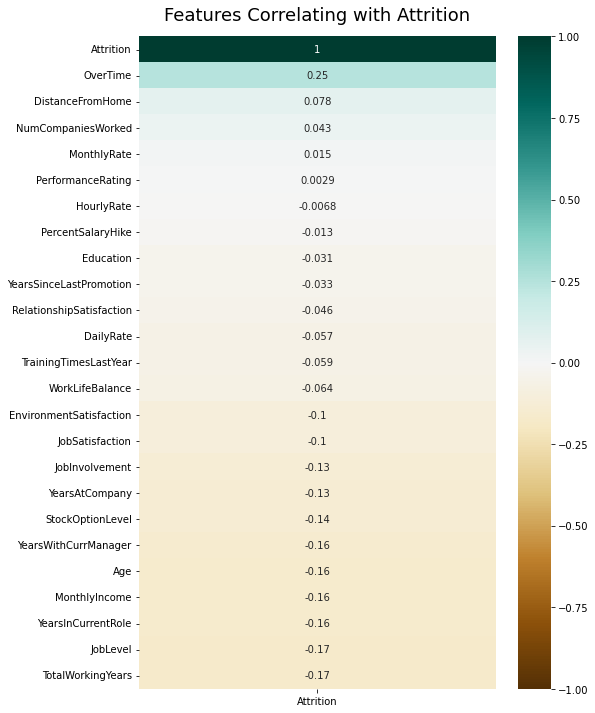 Features Correlating with Attrition
Attrition 1
OverTime 0.25
DistanceFromHome 0.078
NumCompaniesWorked 0.043
MonthlyRate 0.015
PerformanceRating 0.0029
HourlyRate -0.0068
PercentSalaryHike -0.013
Education -0.031
YearsSinceLastPromotion -0.033
RelationshipSatisfaction -0.046
DailyRate -0.057
TrainingTimesLastYear -0.059
WorkLifeBalance -0.064
EnvironmentSatisfaction -0.1
JobSatisfaction -0.1
JobInvolvement -0.13
YearsAtCompany -0.13
StockOptionLevel -0.14
YearsWithCurrManager -0.16
Age -0.16
MonthlyIncome -0.16
YearsInCurrentRole -0.16
JobLevel -0.17
TotalWorkingYears -0.17
Attrition
1.00
0.75
0.50
0.25
0.00
−0.25
−0.50
−0.75
−1.00